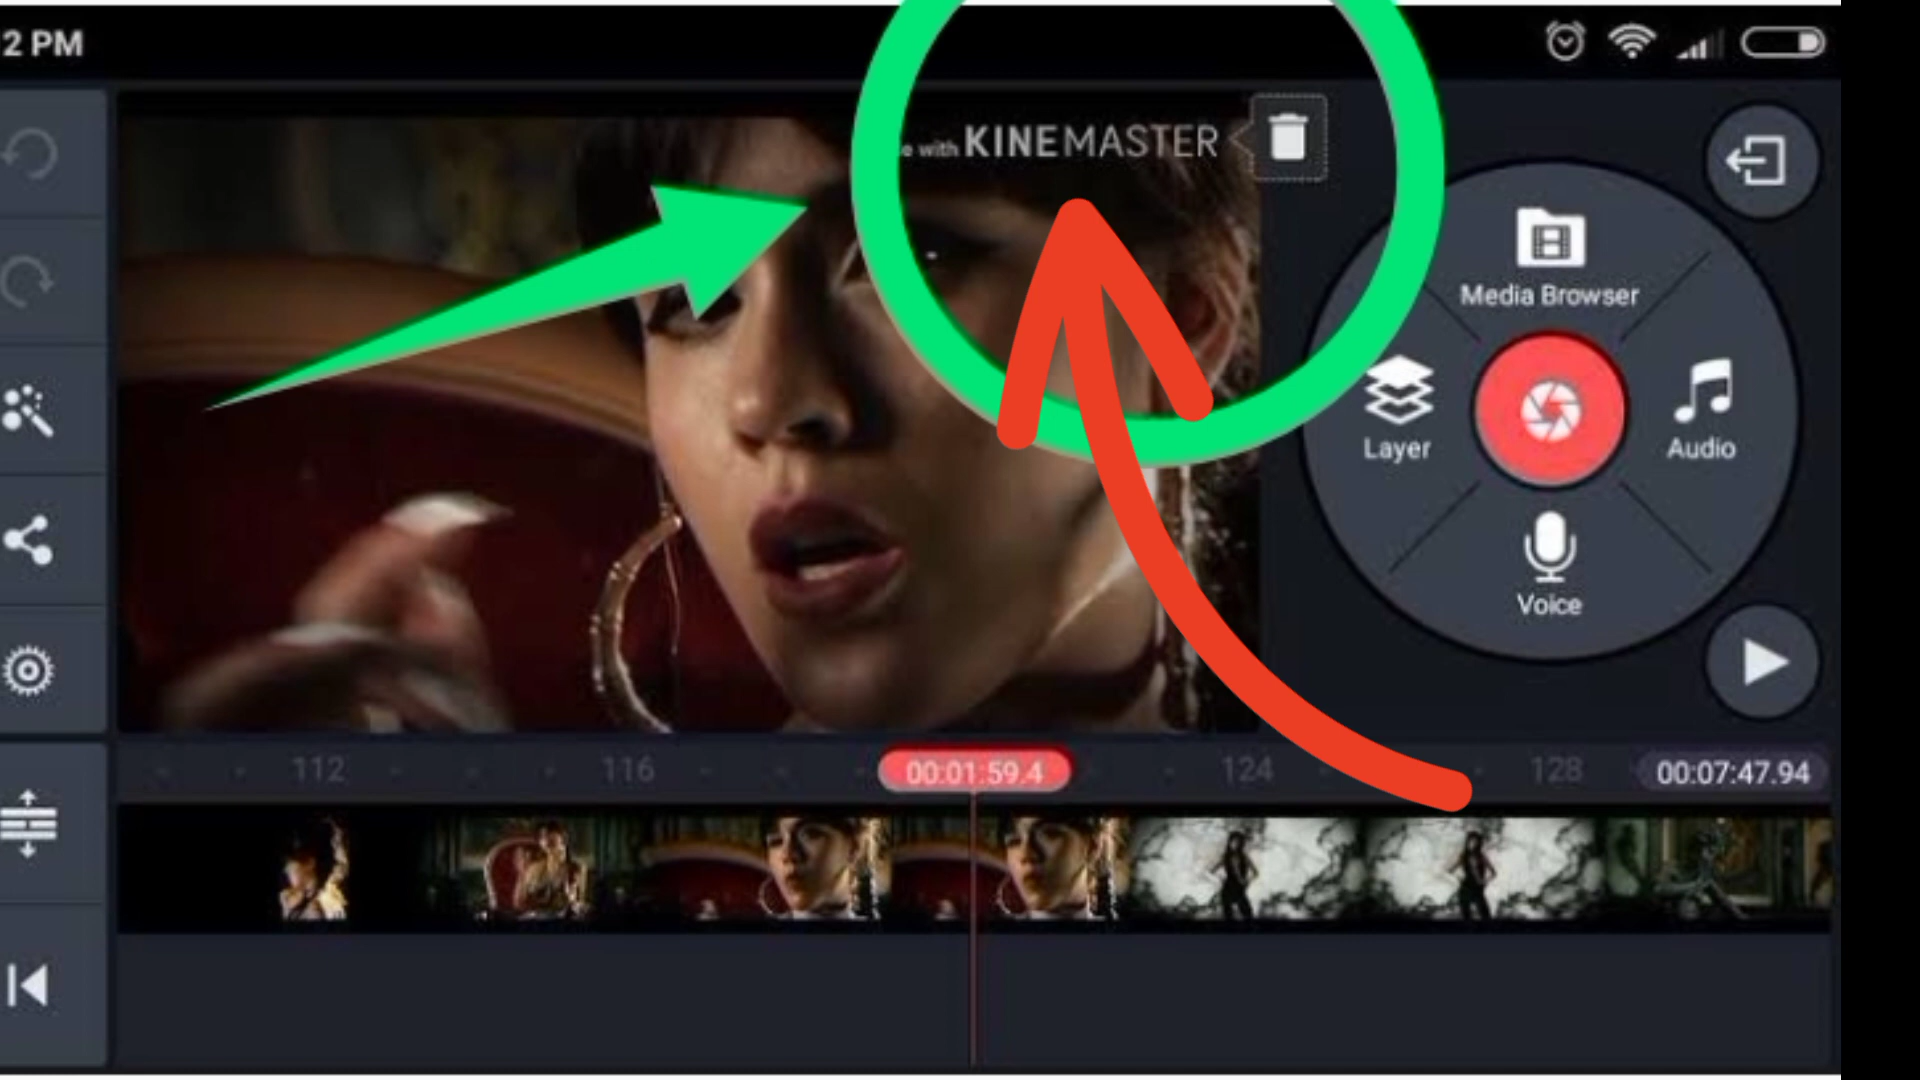 2 PM
e with KINEMASTER
Media Browser
Layer
Audio
Voice
112
116
00:01:59.4
124
128
00:07:47.94